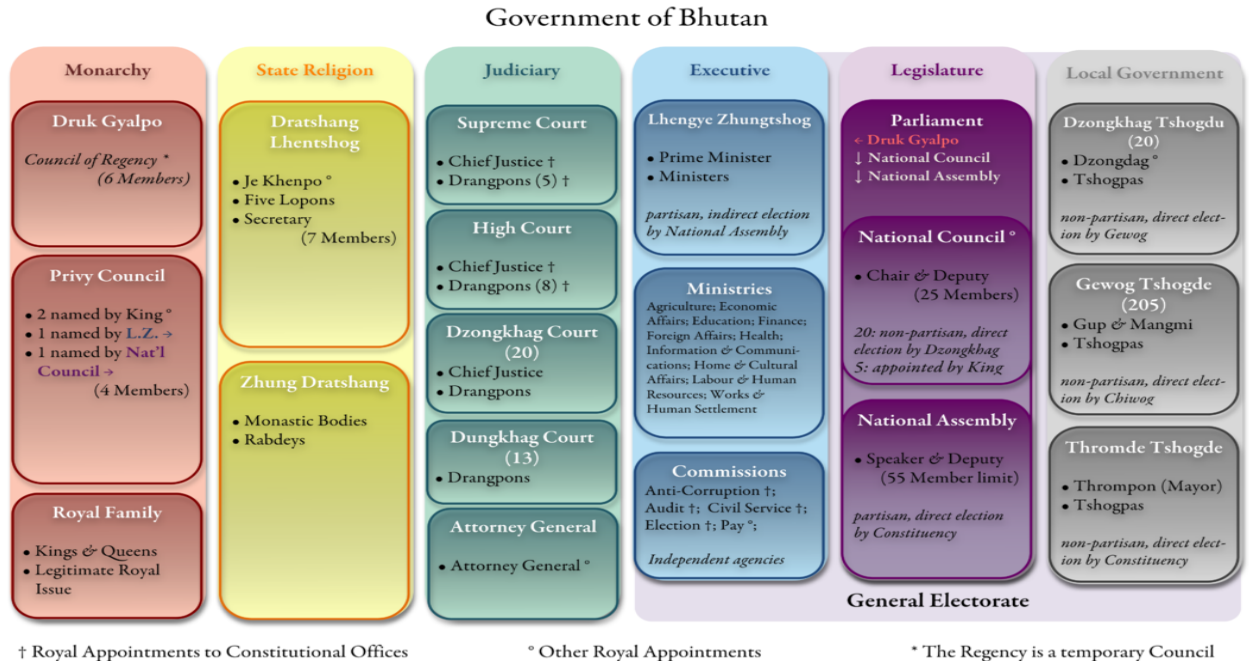 Government of Bhutan
Monarchy
Druk Gyalpo
Council of Regency *
(6 Members)
Privy Council
• 2 named by King °
• 1 named by L.Z. →
• 1 named by Nat'l
Council →
(4 Members)
Royal Family
• Kings & Queens
• Legitimate Royal
Issue
State Religion
Dratshang
Lhentshog
• Je Khenpo °
• Five Lopons
• Secretary
(7 Members)
Zhung Dratshang
• Monastic Bodies
• Rabdeys
Judiciary
Supreme Court
• Chief Justice †
• Drangpons (5) †
High Court
• Chief Justice †
• Drangpons (8) †
Dzongkhag Court
(20)
• Chief Justice
• Drangpons
Dungkhag Court
(13)
• Drangpons
Attorney General
• Attorney General °
Executive
Lhengye Zhungtshog
• Prime Minister
• Ministers
partisan, indirect election
by National Assembly
Ministries
Agriculture; Economic
Affairs; Education; Finance;
Foreign Affairs; Health;
Information & Communi-
cations; Home & Cultural
Affairs; Labour & Human
Resources; Works &
Human Settlement
Commissions
Anti-Corruption †;
Audit †; Civil Service †;
Election †; Pay °;
Independent agencies
Legislature
Parliament
← Druk Gyalpo
↓ National Council
↓ National Assembly
National Council °
• Chair & Deputy
(25 Members)
20: non-partisan, direct
election by Dzongkhag
5: appointed by King
National Assembly
• Speaker & Deputy
(55 Member limit)
partisan, direct election
by Constituency
Local Government
Dzongkhag Tshogdu
(20)
• Dzongdag °
• Tshogpas
non-partisan, direct elect-
ion by Gewog
Gewog Tshogde
(205)
• Gup & Mangmi
• Tshogpas
non-partisan, direct elect-
ion by Chiwog
Thromde Tshogde
• Thrompon (Mayor)
• Tshogpas
non-partisan, direct elect-
ion by Constituency
General Electorate
† Royal Appointments to Constitutional Offices
° Other Royal Appointments
* The Regency is a temporary Council